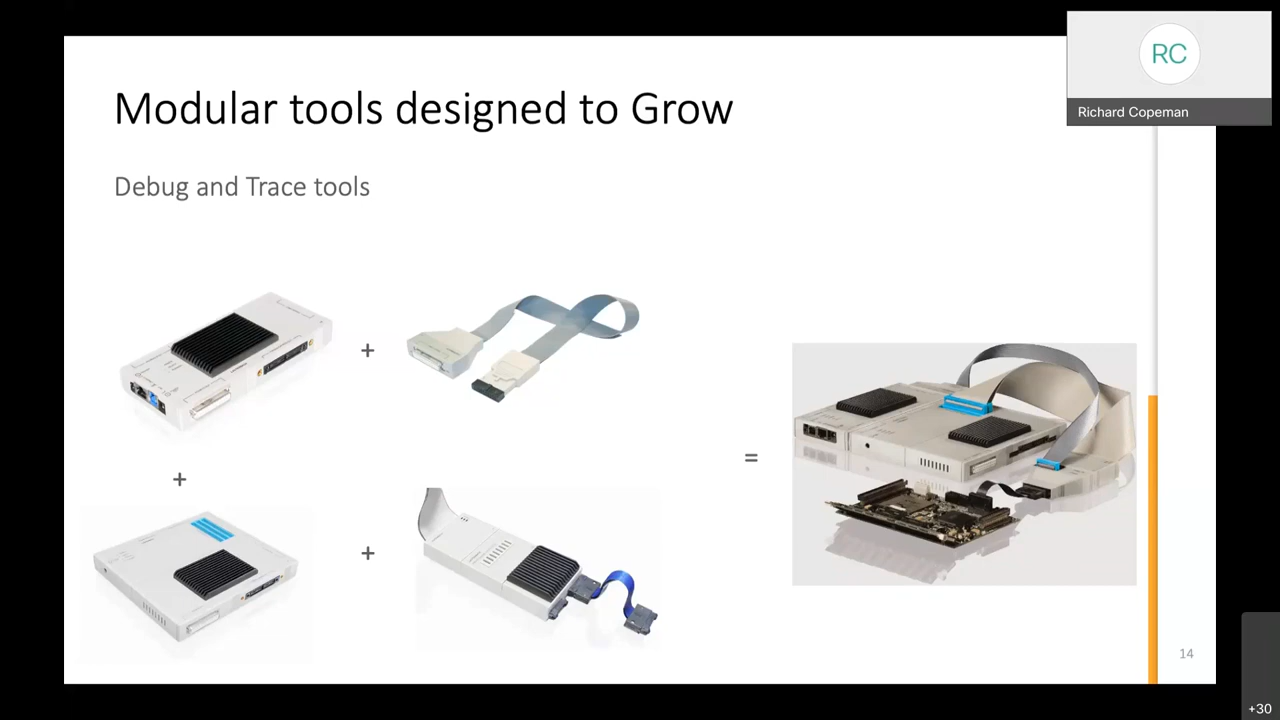 Modular tools designed to Grow
Debug and Trace tools
+
+
+
=
14
RC
Richard Copeman
+30